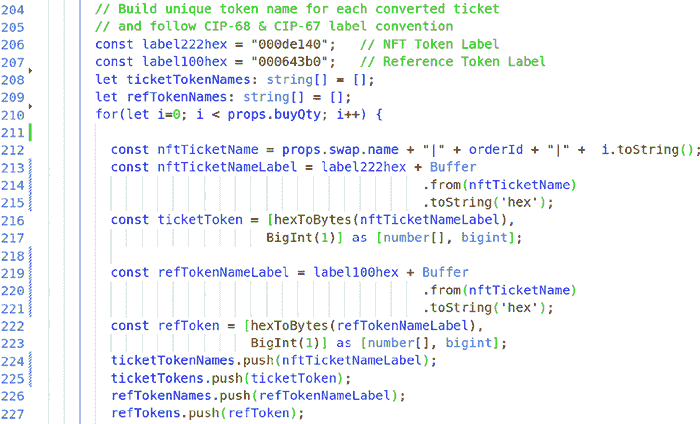 204 // Build unique token name for each converted ticket
205 // and follow CIP-68 & CIP-67 label convention
206 const label222hex = "000de140"; // NFT Token Label
207 const label100hex = "000643b0"; // Reference Token Label
208 let ticketTokenNames: string[] = [];
209 let refTokenNames: string[] = [];
210 for(let i=0; i < props.buyQty; i++) {
211
212 const nftTicketName = props.swap.name + "|" + orderId + "|" + i.toString();
213 const nftTicketNameLabel = label222hex + Buffer
214 .from(nftTicketName)
215 .toString('hex');
216 const ticketToken = [hexToBytes(nftTicketNameLabel),
217 BigInt(1)] as [number[], bigint];
218
219 const refTokenNameLabel = label100hex + Buffer
220 .from(nftTicketName)
221 .toString('hex');
222 const refToken = [hexToBytes(refTokenNameLabel),
223 BigInt(1)] as [number[], bigint];
224 ticketTokenNames.push(nftTicketNameLabel);
225 ticketTokens.push(ticketToken);
226 refTokenNames.push(refTokenNameLabel);
227 refTokens.push(refToken);